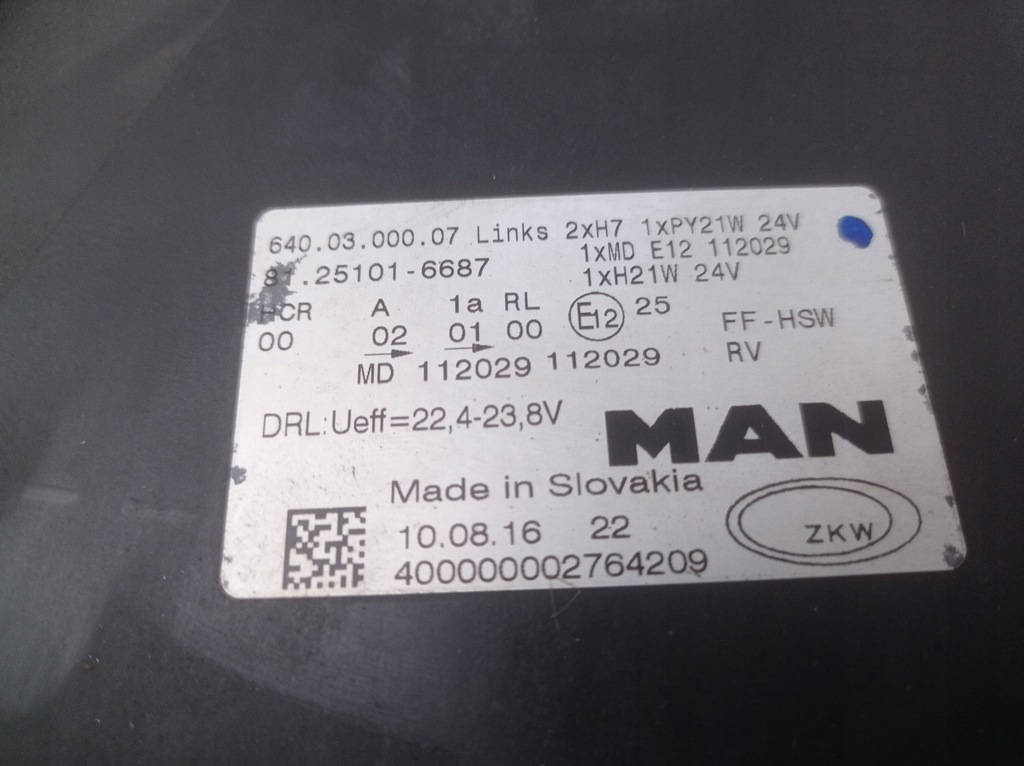 640.03.000.07 Links 2xH7 1xPY21W 24V
1xMD E12 112029
81.25101-6687 1xH21W 24V
HCR A 1a RL E12 25
00 02 01 00 FF-HSW
MD 112029 112029 RV
DRL:Ueff=22,4-23,8V
MAN
Made in Slovakia
10.08.16 22 ZKW
400000002764209